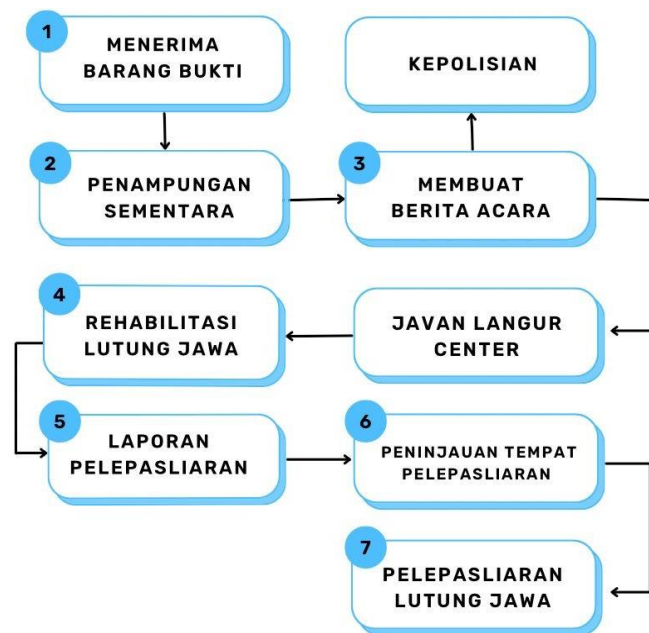 1
MENERIMA
BARANG BUKTI
KEPOLISIAN
2
PENAMPUNGAN
SEMENTARA
3
MEMBUAT
BERITA ACARA
4
REHABILITASI
LUTUNG JAWA
JAVAN LANGUR
CENTER
5
LAPORAN
PELEPASLIARAN
6
PENINJAUAN TEMPAT
PELEPASLIARAN
7
PELEPASLIARAN
LUTUNG JAWA